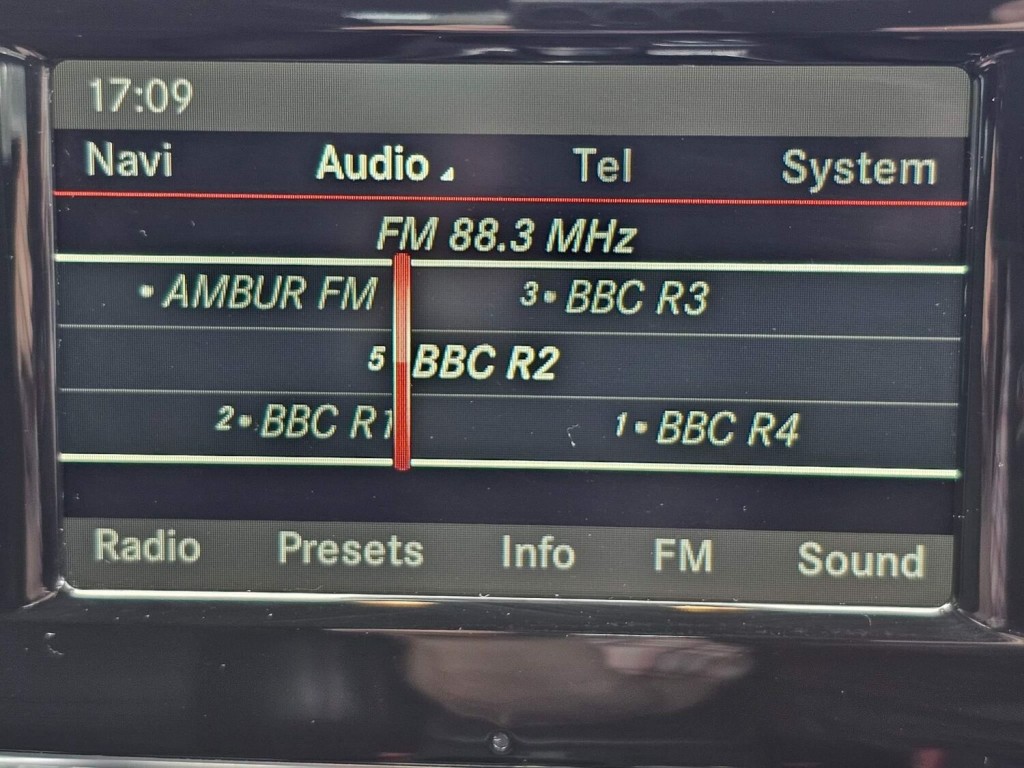 17:09
Navi Audio Tel System
FM 88.3 MHz
• AMBUR FM 3• BBC R3
5 BBC R2
2• BBC R1 1• BBC R4
Radio Presets Info FM Sound